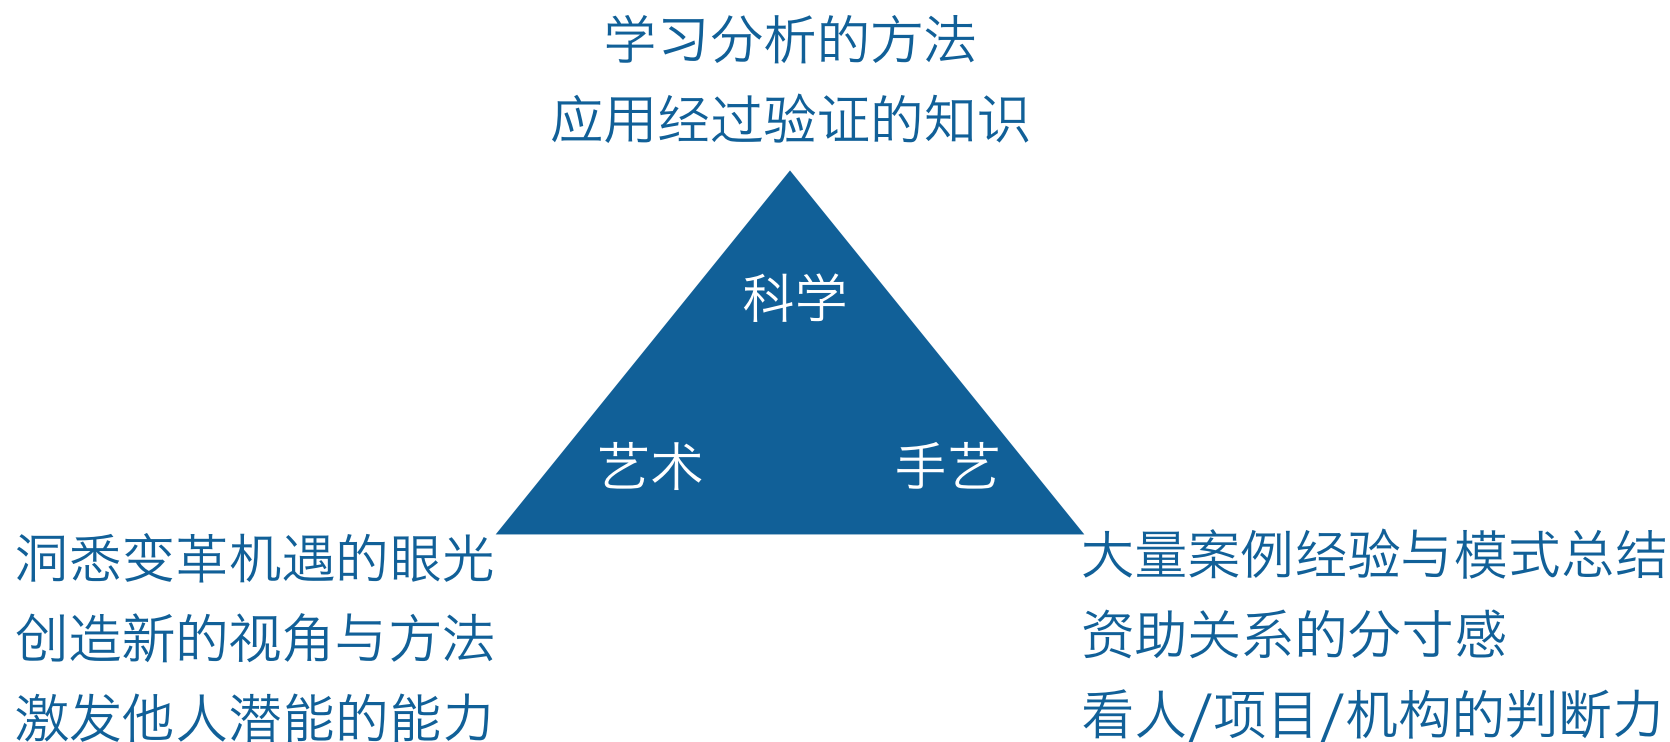 学习分析的方法
应用经过验证的知识
科学
艺术
手艺
洞悉变革机遇的眼光
创造新的视角与方法
激发他人潜能的能力
大量案例经验与模式总结
资助关系的分寸感
看人/项目/机构的判断力